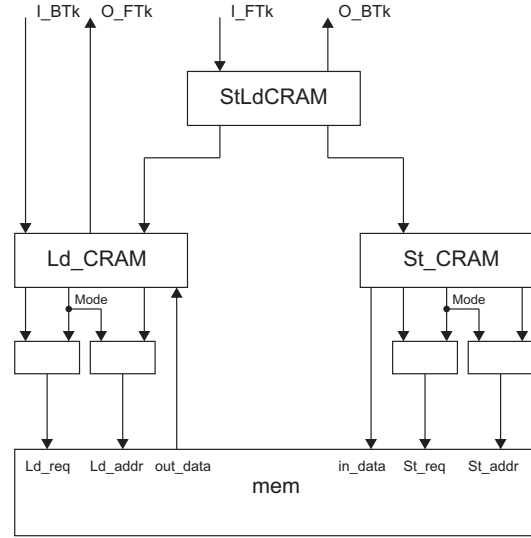 I_BTk O_FTk I_FTk O_BTk
StLdCRAM
Ld_CRAM St_CRAM
Mode Mode
Ld_req Ld_addr out_data in_data St_req St_addr
mem